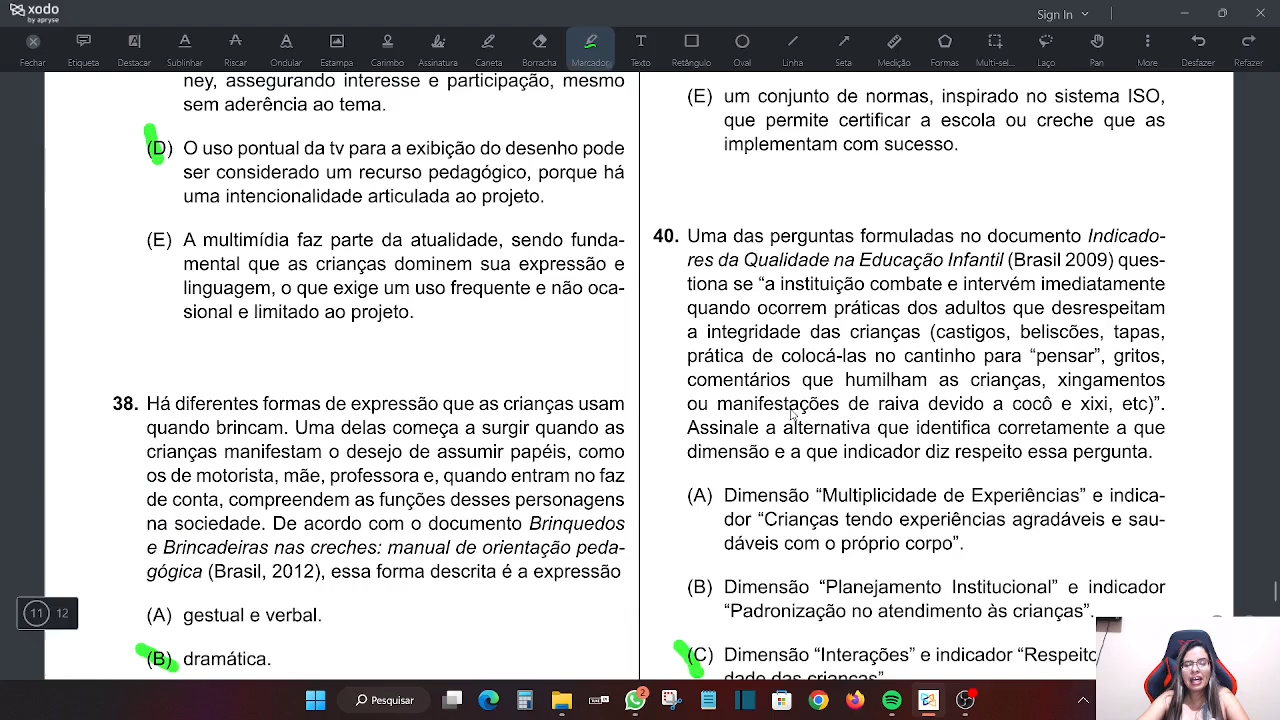 xodo
by apryse
Sign In
Fechar
Comentário
Destacar
Sublinhar
Excluir
Ondular
Estampa
Carimbo
Assinatura
Caneta
Borracha
Marcador
Texto
Retângulo
Oval
Linha
Seta
Medição
Formas
Multi-sel...
Laço
Pan
Mais
Desfazer
Refazer
ney, assegurando interesse e participação, mesmo
sem aderência ao tema.
(D) O uso pontual da tv para a exibição do desenho pode
ser considerado um recurso pedagógico, porque há
uma intencionalidade articulada ao projeto.
(E) A multimídia faz parte da atualidade, sendo funda-
mental que as crianças dominem sua expressão e
linguagem, o que exige um uso frequente e não oca-
sional e limitado ao projeto.
38. Há diferentes formas de expressão que as crianças usam
quando brincam. Uma delas começa a surgir quando as
crianças manifestam o desejo de assumir papéis, como
os de motorista, mãe, professora e, quando entram no faz
de conta, compreendem as funções desses personagens
na sociedade. De acordo com o documento Brinquedos
e Brincadeiras nas creches: manual de orientação peda-
gógica (Brasil, 2012), essa forma descrita é a expressão
(A) gestual e verbal.
(B) dramática.
(E) um conjunto de normas, inspirado no sistema ISO,
que permite certificar a escola ou creche que as
implementam com sucesso.
40. Uma das perguntas formuladas no documento Indicado-
res da Qualidade na Educação Infantil (Brasil 2009) ques-
tiona se “a instituição combate e intervém imediatamente
quando ocorrem práticas dos adultos que desrespeitam
a integridade das crianças (castigos, beliscões, tapas,
prática de colocá-las no cantinho para “pensar”, gritos,
comentários que humilham as crianças, xingamentos
ou manifestações de raiva devido a cocô e xixi, etc)”.
Assinale a alternativa que identifica corretamente a que
dimensão e a que indicador diz respeito essa pergunta.
(A) Dimensão “Multiplicidade de Experiências” e indica-
dor “Crianças tendo experiências agradáveis e sau-
dáveis com o próprio corpo”.
(B) Dimensão “Planejamento Institucional” e indicador
“Padronização no atendimento às crianças”.
(C) Dimensão “Interações” e indicador “Respeito
dade das crianças”
11 12
Pesquisar
2